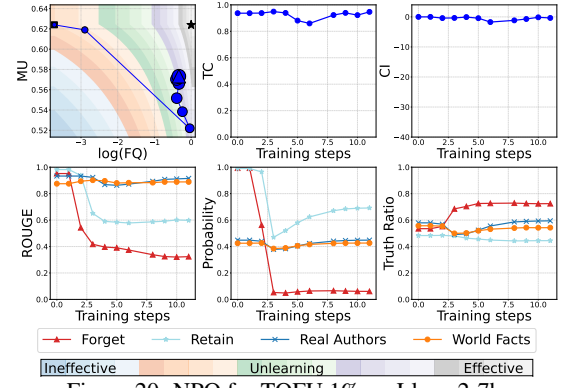 MU
0.64
0.62
0.60
0.58
0.56
0.54
0.52
−3 −2 −1 0
log(FQ)
TC
1.0
0.8
0.6
0.4
0.2
0.0
0.0 2.5 5.0 7.5 10.0
Training steps
CI
0
−10
−20
−30
−40
0.0 2.5 5.0 7.5 10.0
Training steps
ROUGE
1.0
0.8
0.6
0.4
0.2
0.0
0.0 2.5 5.0 7.5 10.0
Training steps
Probability
1.0
0.8
0.6
0.4
0.2
0.0
0.0 2.5 5.0 7.5 10.0
Training steps
Truth Ratio
1.0
0.8
0.6
0.4
0.2
0.0
0.0 2.5 5.0 7.5 10.0
Training steps
Forget Retain Real Authors World Facts
Ineffective Unlearning Effective